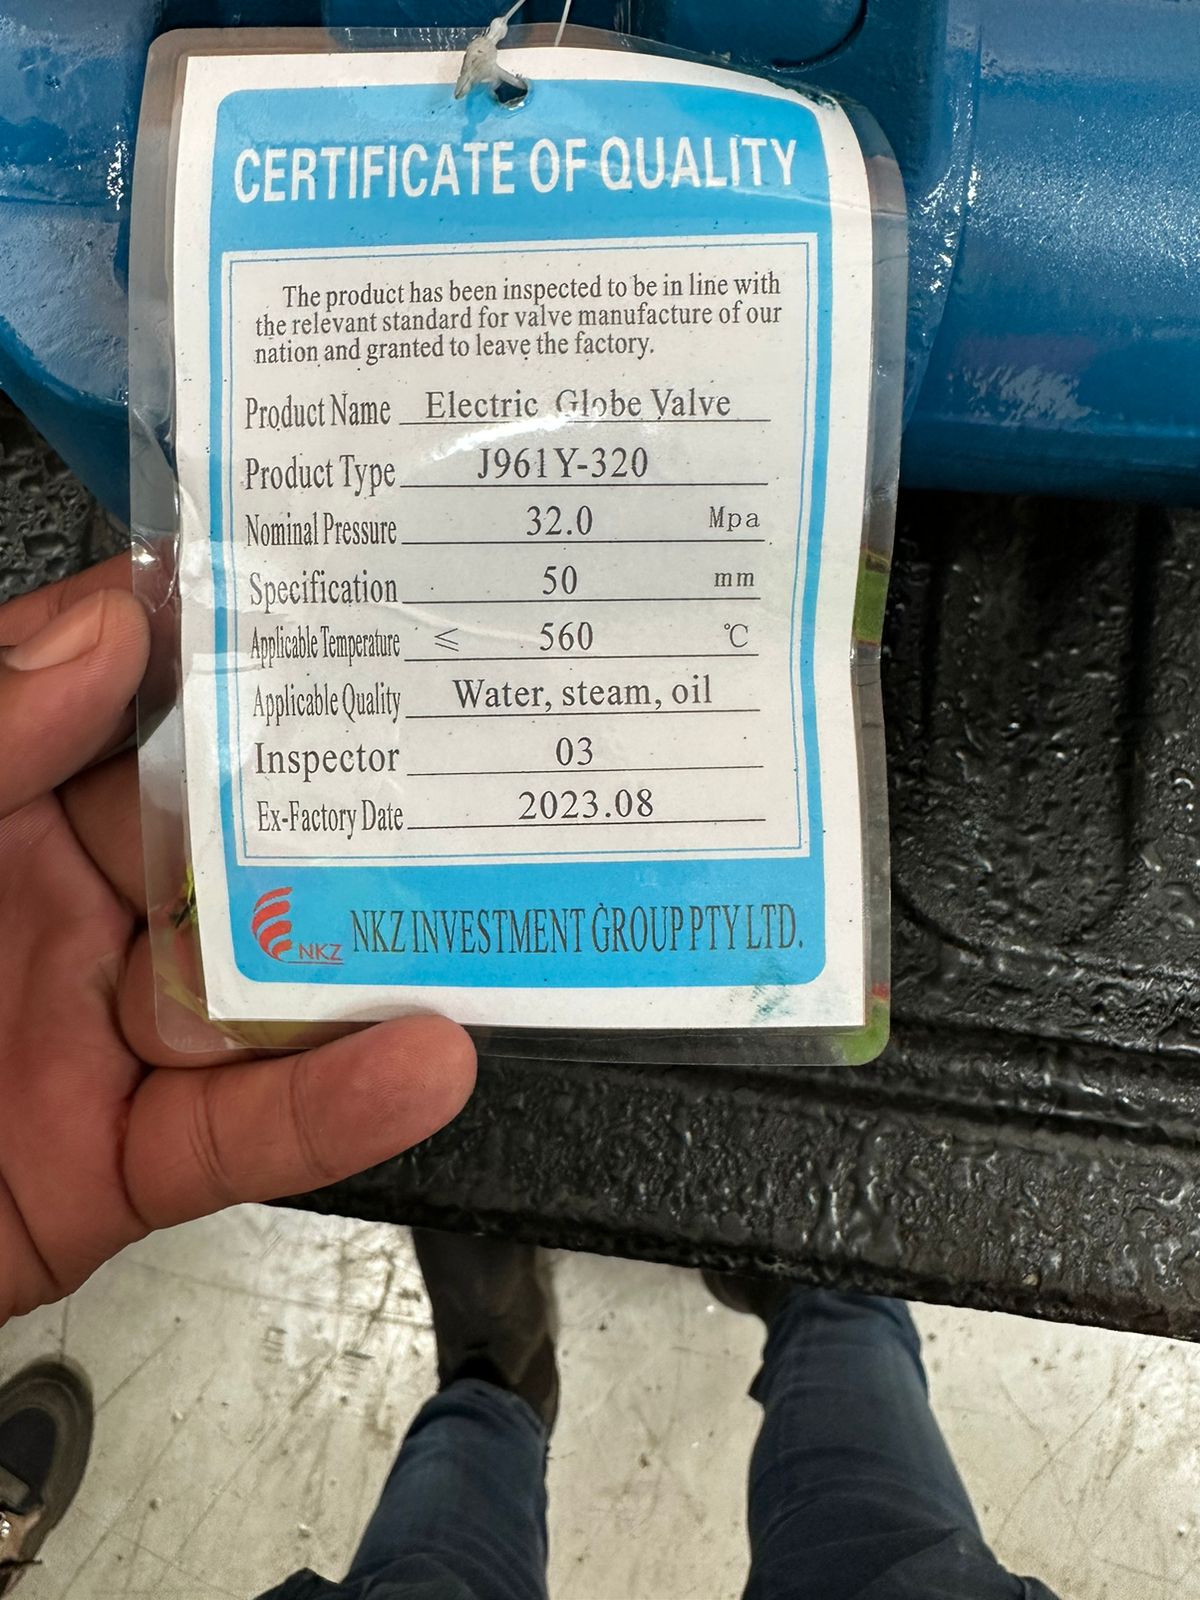 CERTIFICATE OF QUALITY
The product has been inspected to be in line with
the relevant standard for valve manufacture of our
nation and granted to leave the factory.
Product Name Electric Globe Valve
Product Type J961Y-320
Nominal Pressure 32.0 Mpa
Specification 50 mm
Applicable Temperature ≤ 560 ℃
Applicable Quality Water, steam, oil
Inspector 03
Ex-Factory Date 2023.08
NKZ NKZ INVESTMENT GROUP PTY LTD.